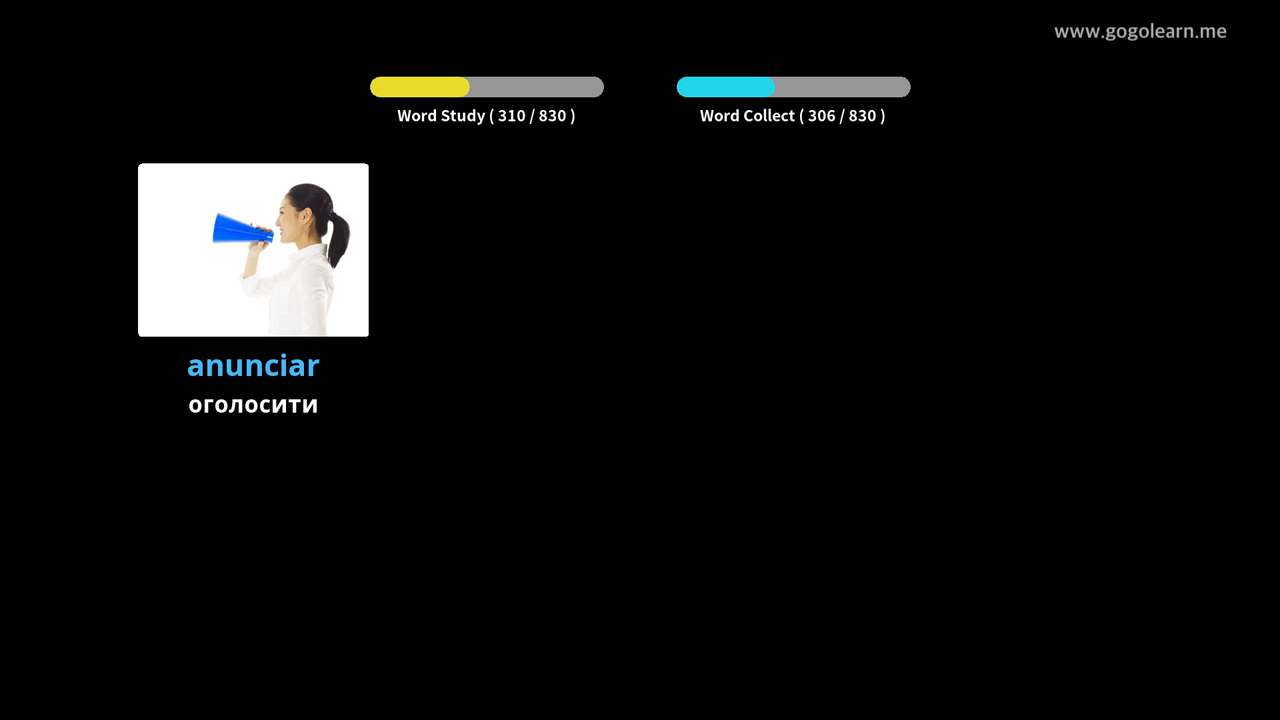 www.gogolearn.me
Word Study ( 310 / 830 )
Word Collect ( 306 / 830 )
anunciar
оголосити